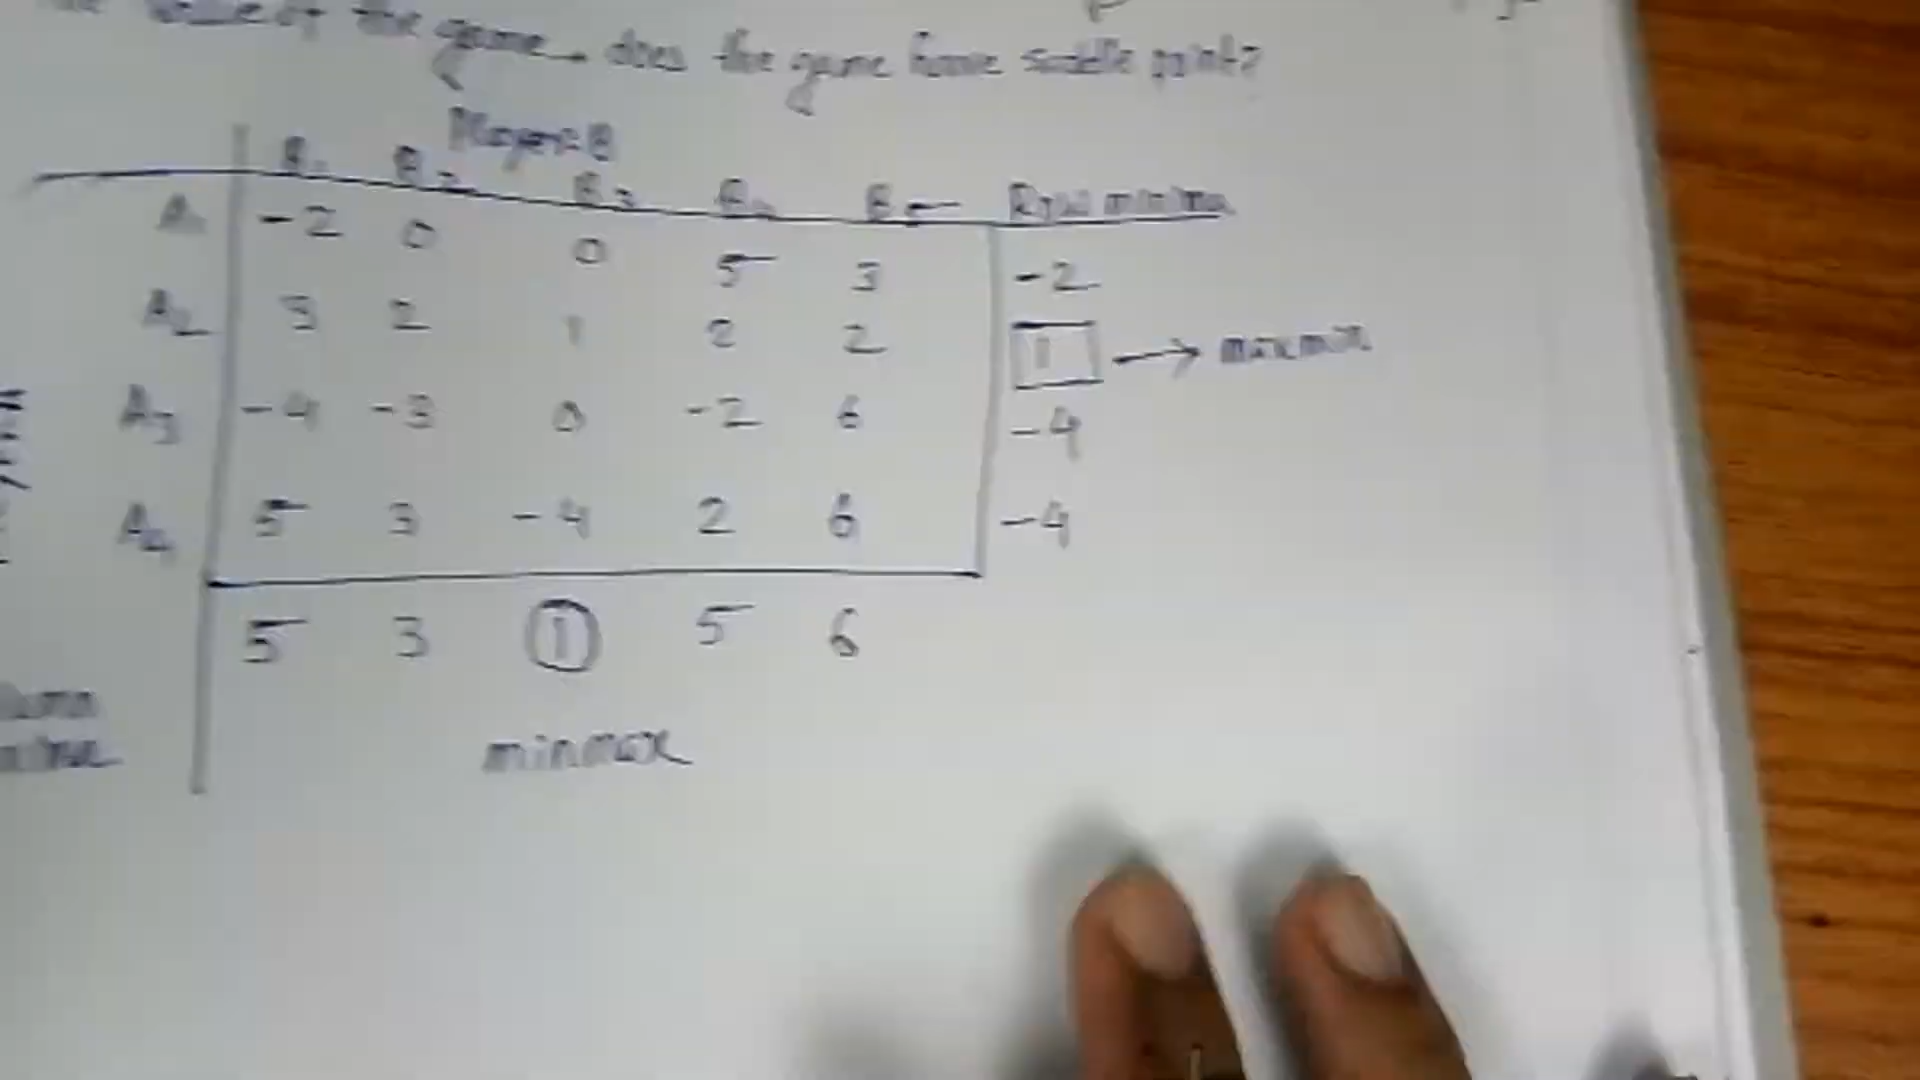 value of the game. does the game have saddle point?
Player B
B1 B2 B3 B4 B5 Row minima
A1 -2 0 0 5 3 -2
A2 3 2 1 2 2 1 → maxmin
A3 -4 -3 0 -2 6 -4
A4 5 3 -4 2 6 -4
5 3 1 5 6
minmax